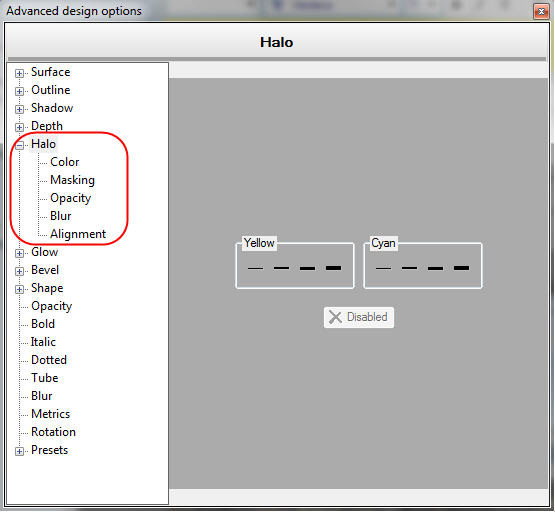 Advanced design options
Halo
Surface
Outline
Shadow
Depth
Halo
Color
Masking
Opacity
Blur
Alignment
Glow
Bevel
Shape
Opacity
Bold
Italic
Dotted
Tube
Blur
Metrics
Rotation
Presets
Yellow
Cyan
Disabled